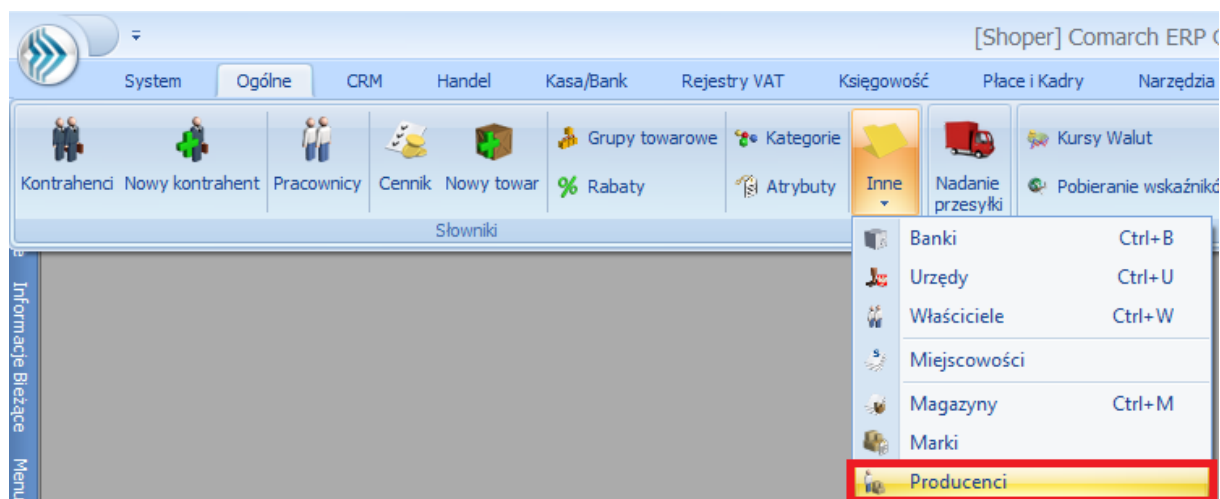 [Shoper] Comarch ERP
System Ogólne CRM Handel Kasa/Bank Rejestry VAT Księgowość Płace i Kadry Narzędzia
Kontrahenci Nowy kontrahent Pracownicy Cennik Nowy towar
Grupy towarowe
Rabaty
Kategorie
Atrybuty
Inne
Nadanie
przesyłki
Kursy Walut
Pobieranie
Słowniki
Banki Ctrl+B
Urzędy Ctrl+U
Właściciele Ctrl+W
Miejscowości
Magazyny Ctrl+M
Marki
Producenci
Informacje Bieżące
Menu